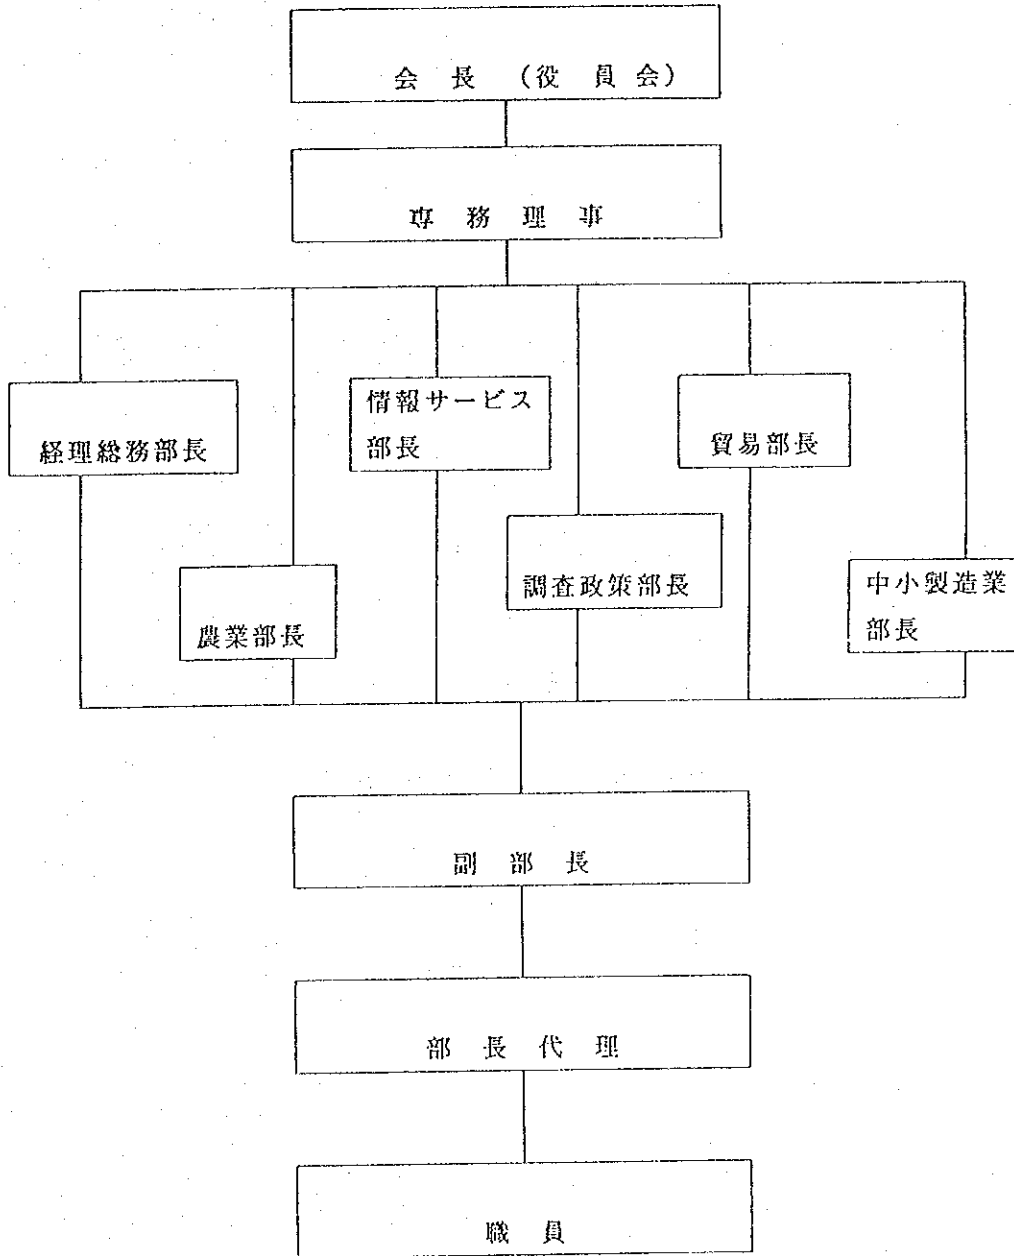 会長（役員会）
専務理事
経理総務部長
情報サービス
部長
貿易部長
農業部長
調査政策部長
中小製造業
部長
副部長
部長代理
職員